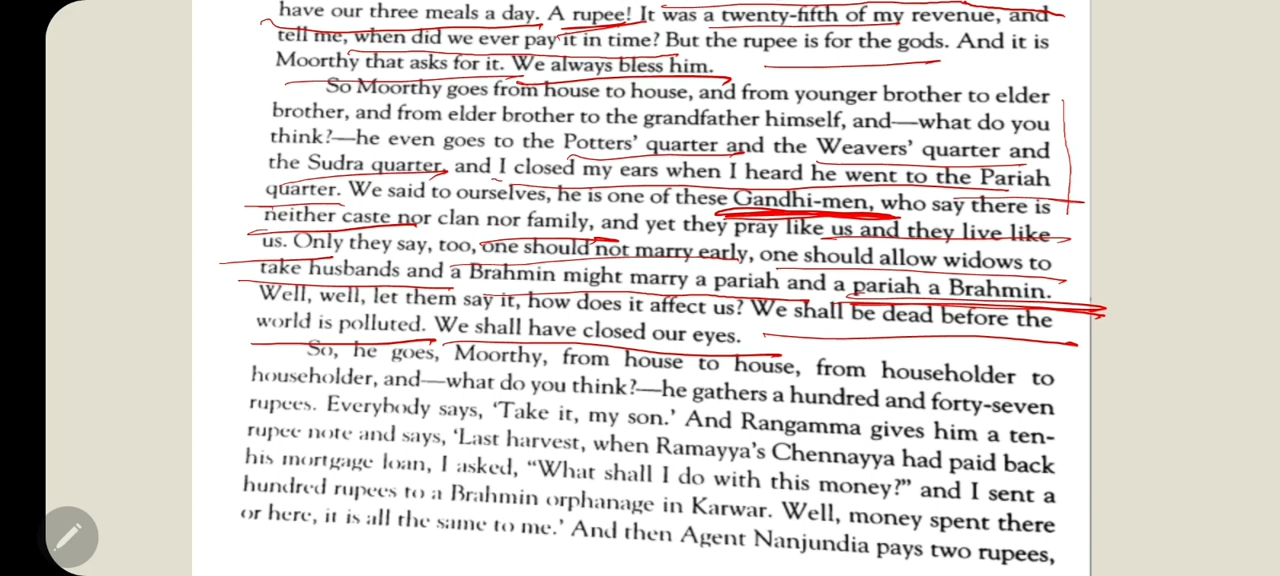 have our three meals a day. A rupee! It was a twenty-fifth of my revenue, and
tell me, when did we ever pay it in time? But the rupee is for the gods. And it is
Moorthy that asks for it. We always bless him.
So Moorthy goes from house to house, and from younger brother to elder
brother, and from elder brother to the grandfather himself, and—what do you
think?—he even goes to the Potters' quarter and the Weavers' quarter and
the Sudra quarter, and I closed my ears when I heard he went to the Pariah
quarter. We said to ourselves, he is one of these Gandhi-men, who say there is
neither caste nor clan nor family, and yet they pray like us and they live like
us. Only they say, too, one should not marry early, one should allow widows to
take husbands and a Brahmin might marry a pariah and a pariah a Brahmin.
Well, well, let them say it, how does it affect us? We shall be dead before the
world is polluted. We shall have closed our eyes.
So, he goes, Moorthy, from house to house, from householder to
householder, and—what do you think?—he gathers a hundred and forty-seven
rupees. Everybody says, 'Take it, my son.' And Rangamma gives him a ten-
rupee note and says, 'Last harvest, when Ramayya's Chennayya had paid back
his mortgage loan, I asked, "What shall I do with this money?" and I sent a
hundred rupees to a Brahmin orphanage in Karwar. Well, money spent there
or here, it is all the same to me.' And then Agent Nanjundia pays two rupees,